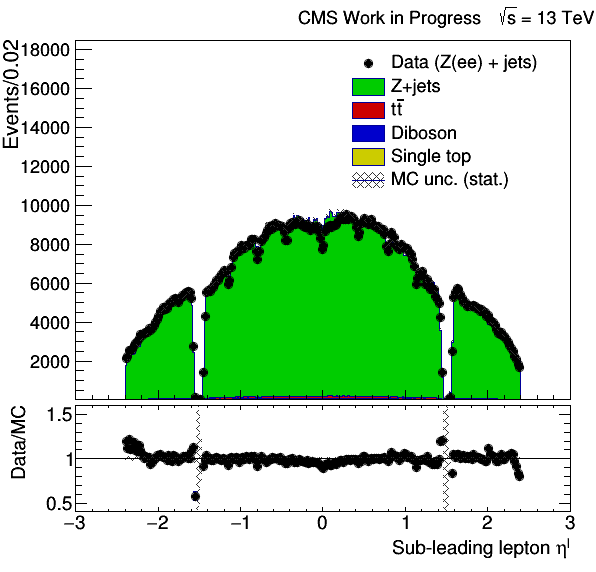 CMS Work in Progress √s = 13 TeV
Events/0.02
18000
16000
14000
12000
10000
8000
6000
4000
2000
Data (Z(ee) + jets)
Z+jets
tt̄
Diboson
Single top
MC unc. (stat.)
Data/MC
1.5
1
0.5
−3 −2 −1 0 1 2 3
Sub-leading lepton ηˡ